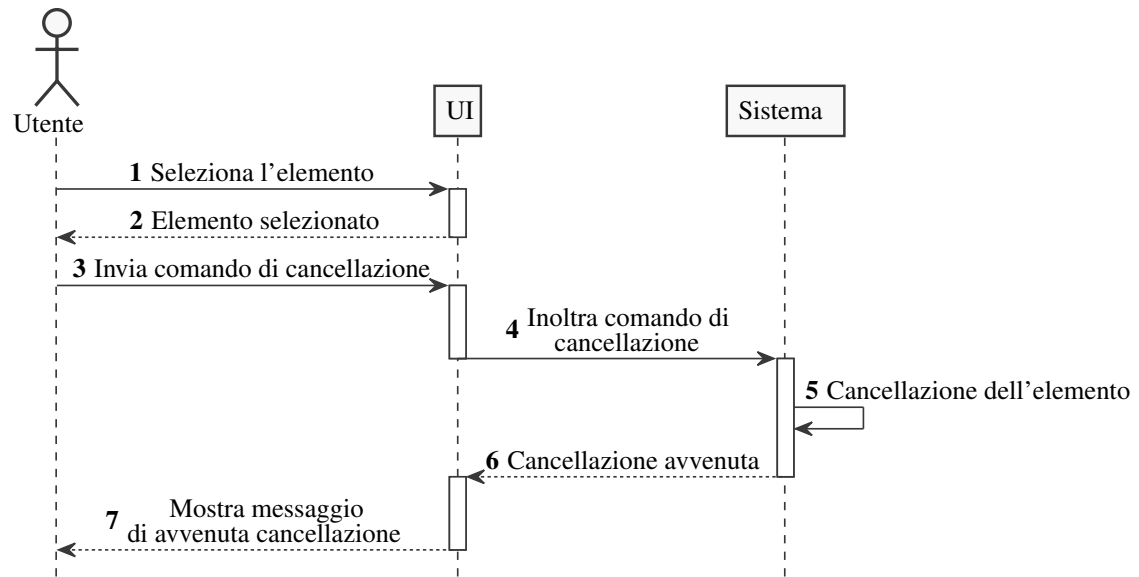 Utente
UI
Sistema
1 Seleziona l’elemento
2 Elemento selezionato
3 Invia comando di cancellazione
4 Inoltra comando di
cancellazione
5 Cancellazione dell’elemento
6 Cancellazione avvenuta
7 Mostra messaggio
di avvenuta cancellazione